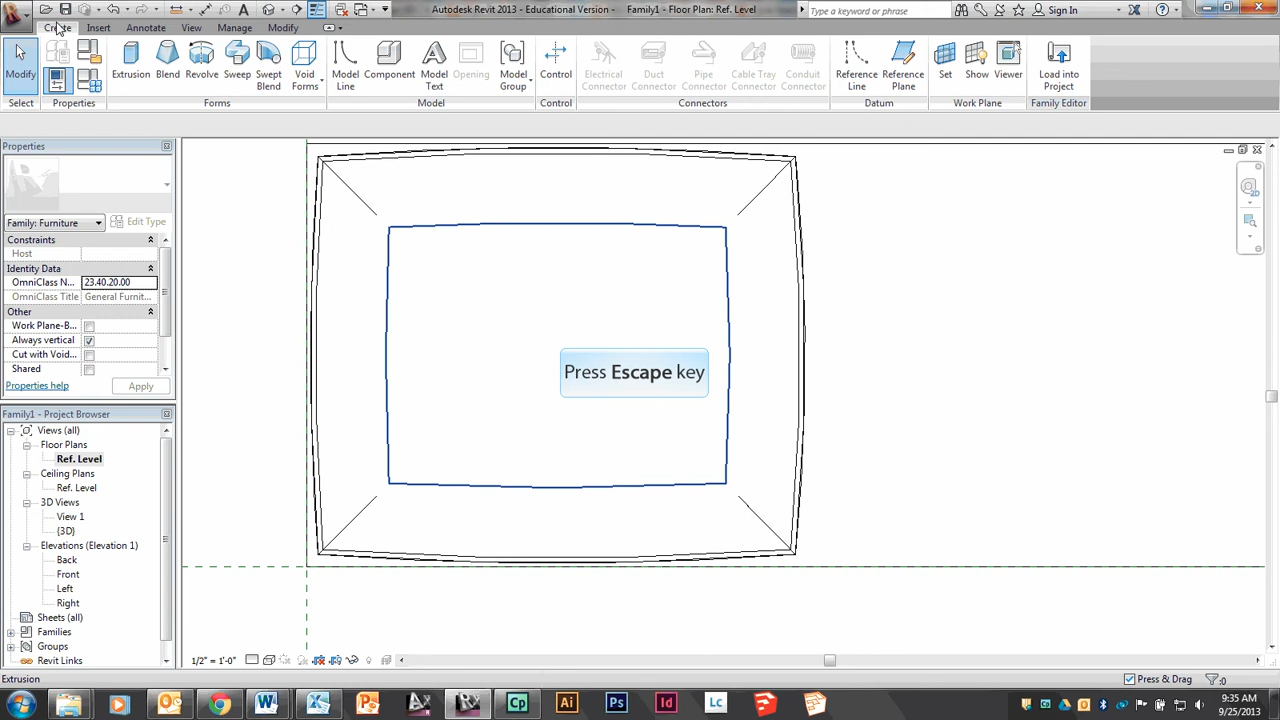 Autodesk Revit 2013 - Educational Version - Family1 - Floor Plan: Ref. Level
Type a keyword or phrase
Sign In
Create Insert Annotate View Manage Modify
Modify
Extrusion Blend Revolve Sweep Swept Blend Void Forms
Model Line Component Model Text Opening Model Group
Control
Electrical Connector Duct Connector Pipe Connector Cable Tray Connector Conduit Connector
Reference Line Reference Plane
Set Show Viewer
Load into Project
Select Properties Forms Model Control Connectors Datum Work Plane Family Editor
Properties
Family: Furniture Edit Type
Constraints
Host
Identity Data
OmniClass N... 23.40.20.00
OmniClass Title General Furnit...
Other
Work Plane-B...
Always vertical
Cut with Void...
Shared
Properties help Apply
Family1 - Project Browser
Views (all)
Floor Plans
Ref. Level
Ceiling Plans
Ref. Level
3D Views
View 1
{3D}
Elevations (Elevation 1)
Back
Front
Left
Right
Sheets (all)
Families
Groups
Revit Links
Press Escape key
1/2" = 1'-0"
Extrusion
Press & Drag
:0
Cp Ai Ps Id Lc
9:35 AM
9/25/2013